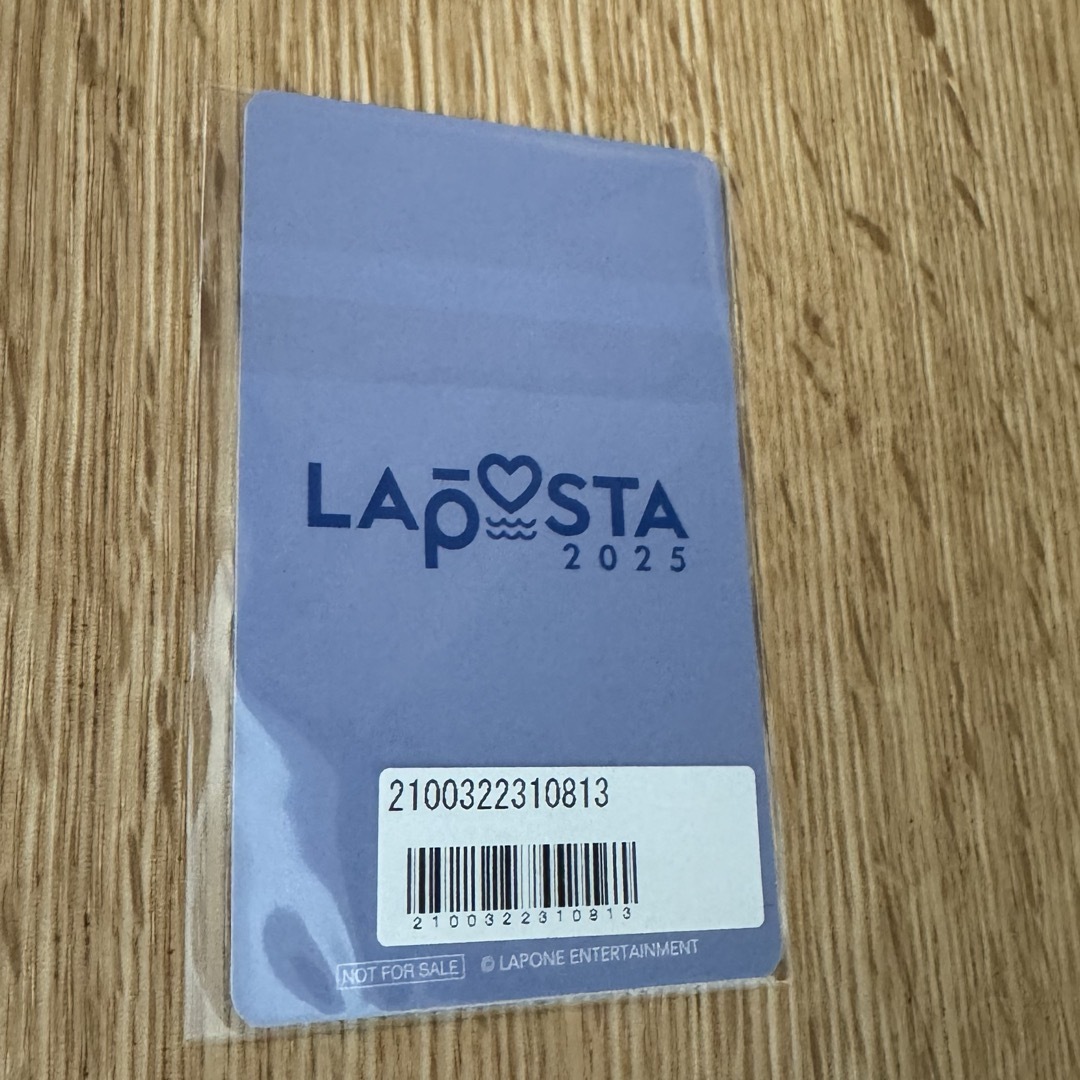 LAPOSTA
2025
2100322310813
2100322310813
NOT FOR SALE © LAPONE ENTERTAINMENT